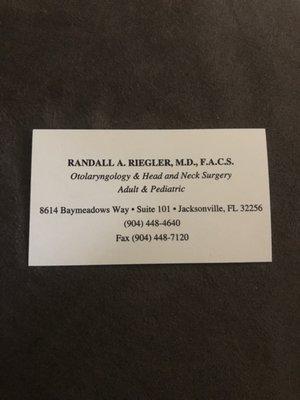 RANDALL A. RIEGLER, M.D., F.A.C.S.
Otolaryngology & Head and Neck Surgery
Adult & Pediatric
8614 Baymeadows Way • Suite 101 • Jacksonville, FL 32256
(904) 448-4640
Fax (904) 448-7120